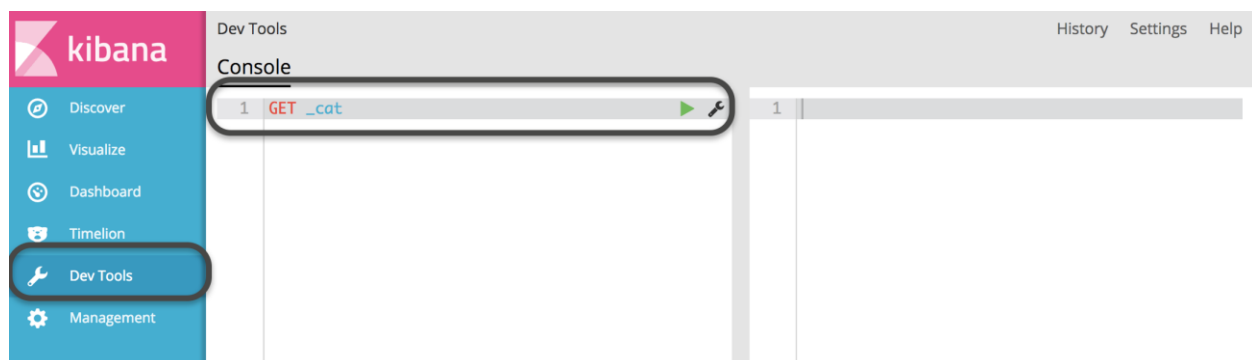 kibana
Discover
Visualize
Dashboard
Timelion
Dev Tools
Management
Dev Tools
History Settings Help
Console
1 GET _cat
1